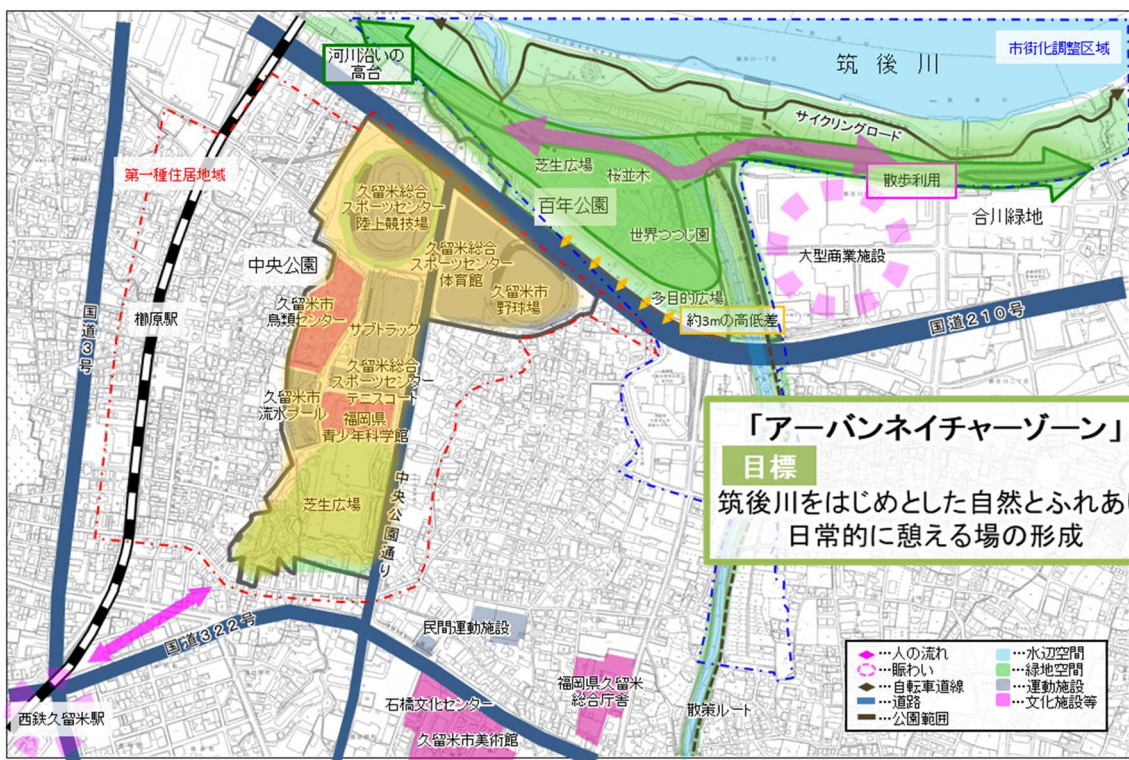 河川沿いの
高台
筑後川
市街化調整区域
サイクリングロード
第一種住居地域
芝生広場
桜並木
散歩利用
久留米総合
スポーツセンター
陸上競技場
百年公園
合川緑地
世界つつじ園
大型商業施設
中央公園
久留米総合
スポーツセンター
体育館
久留米市
野球場
多目的広場
約3mの高低差
国道210号
久留米市
鳥類センター
櫛原駅
国道3号
サブトラック
久留米総合
スポーツセンター
テニスコート
久留米市
流水プール
福岡県
青少年科学館
芝生広場
中央公園通り
「アーバンネイチャーゾーン」
目標
筑後川をはじめとした自然とふれあい
日常的に憩える場の形成
国道322号
民間運動施設
西鉄久留米駅
石橋文化センター
久留米市美術館
福岡県久留米
総合庁舎
散策ルート
…人の流れ
…賑わい
…自転車道線
…道路
…公園範囲
…水辺空間
…緑地空間
…運動施設
…文化施設等